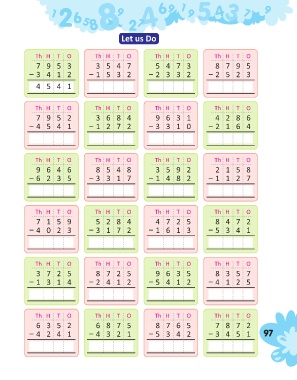 Let us Do
Th H T O Th H T O Th H T O Th H T O
7 9 5 3 3 5 4 7 5 4 7 3 8 7 9 5
- 3 4 1 2 - 1 5 3 2 - 2 3 3 2 - 2 5 2 3
4 5 4 1
Th H T O Th H T O Th H T O Th H T O
7 9 5 2 3 6 8 7 9 6 3 1 4 2 8 6
- 4 5 4 1 - 1 2 7 4 - 3 3 1 0 - 2 1 6 4
Th H T O Th H T O Th H T O Th H T O
9 6 4 6 8 5 4 8 3 5 9 2 2 1 5 8
- 6 2 3 5 - 3 3 1 7 - 1 4 8 2 - 1 1 2 7
Th H T O Th H T O Th H T O Th H T O
7 1 5 9 5 2 8 4 4 7 2 5 8 4 7 2
- 4 0 2 3 - 3 1 7 2 - 1 6 1 3 - 5 3 4 1
Th H T O Th H T O Th H T O Th H T O
3 7 2 5 8 7 2 5 9 6 3 5 8 3 5 7
- 1 3 1 4 - 2 4 1 2 - 5 4 1 2 - 4 1 2 5
Th H T O Th H T O Th H T O Th H T O
6 3 5 2 6 8 7 5 8 7 6 5 7 8 7 2
- 4 2 4 1 - 4 3 2 1 - 5 3 4 2 - 3 4 5 1
97